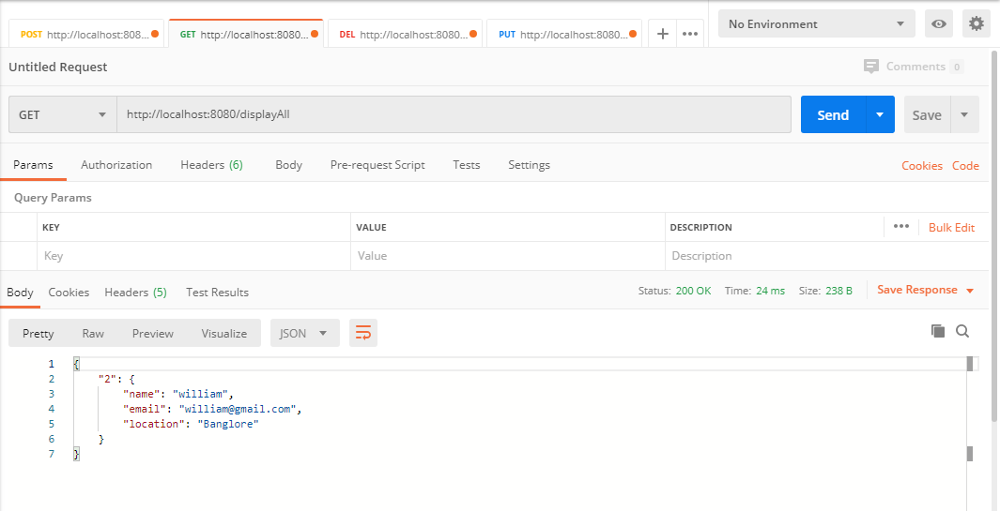 POST http://localhost:808... GET http://localhost:8080... DEL http://localhost:8080... PUT http://localhost:8080... + ••• No Environment
Untitled Request Comments 0
GET http://localhost:8080/displayAll Send Save
Params Authorization Headers (6) Body Pre-request Script Tests Settings Cookies Code
Query Params
KEY VALUE DESCRIPTION ••• Bulk Edit
Key Value Description
Body Cookies Headers (5) Test Results Status: 200 OK Time: 24 ms Size: 238 B Save Response
Pretty Raw Preview Visualize JSON
1 {
2 "2": {
3 "name": "william",
4 "email": "william@gmail.com",
5 "location": "Banglore"
6 }
7 }